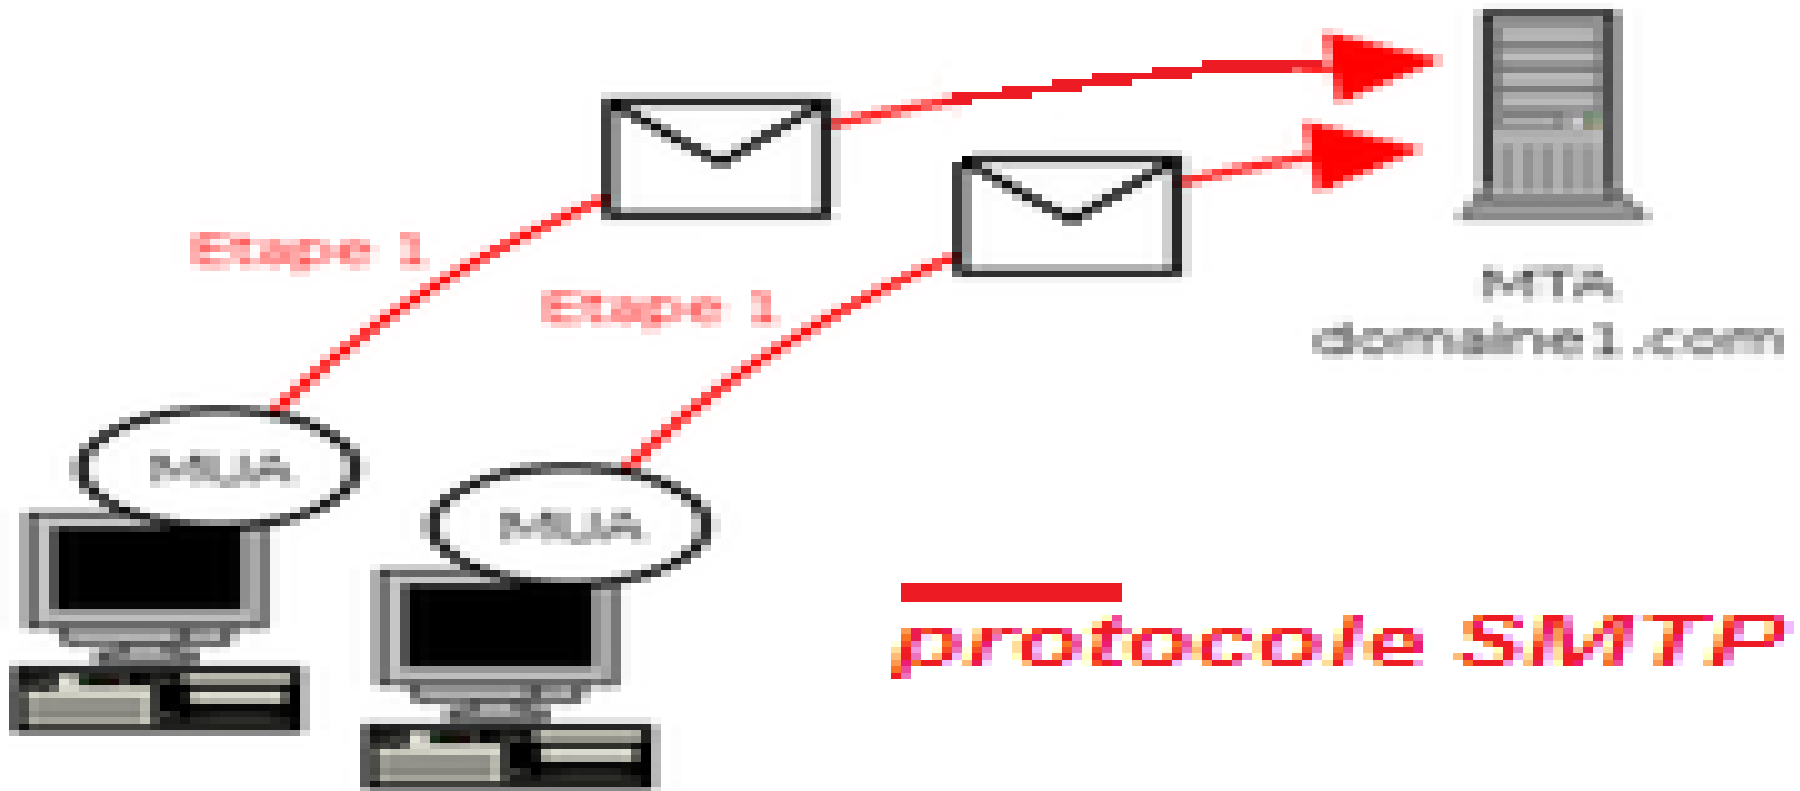 Etape 1
Etape 1
MTA
domaine1.com
MUA
MUA
protocole SMTP